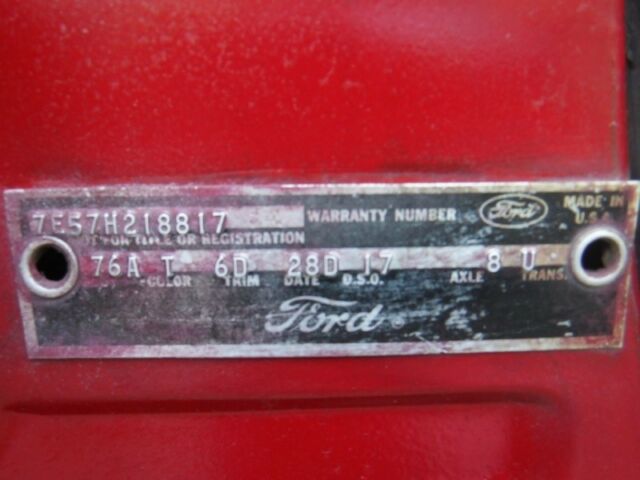 7E57H218817 WARRANTY NUMBER Ford MADE IN U.S.A.
NOT FOR TITLE OR REGISTRATION
76A T 6D 28D 17 8 U
COLOR TRIM DATE D.S.O. AXLE TRANS.
Ford